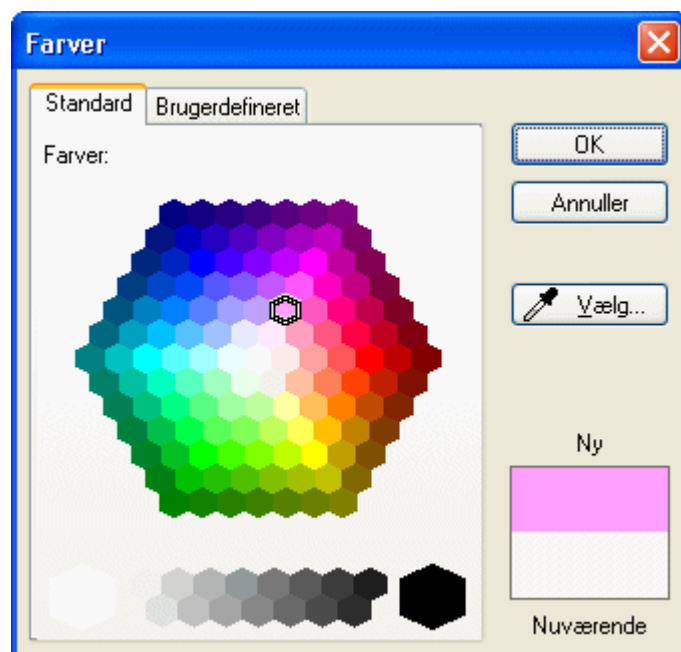 Farver
Standard
Brugerdefineret
Farver:
OK
Annuller
Vælg...
Ny
Nuværende